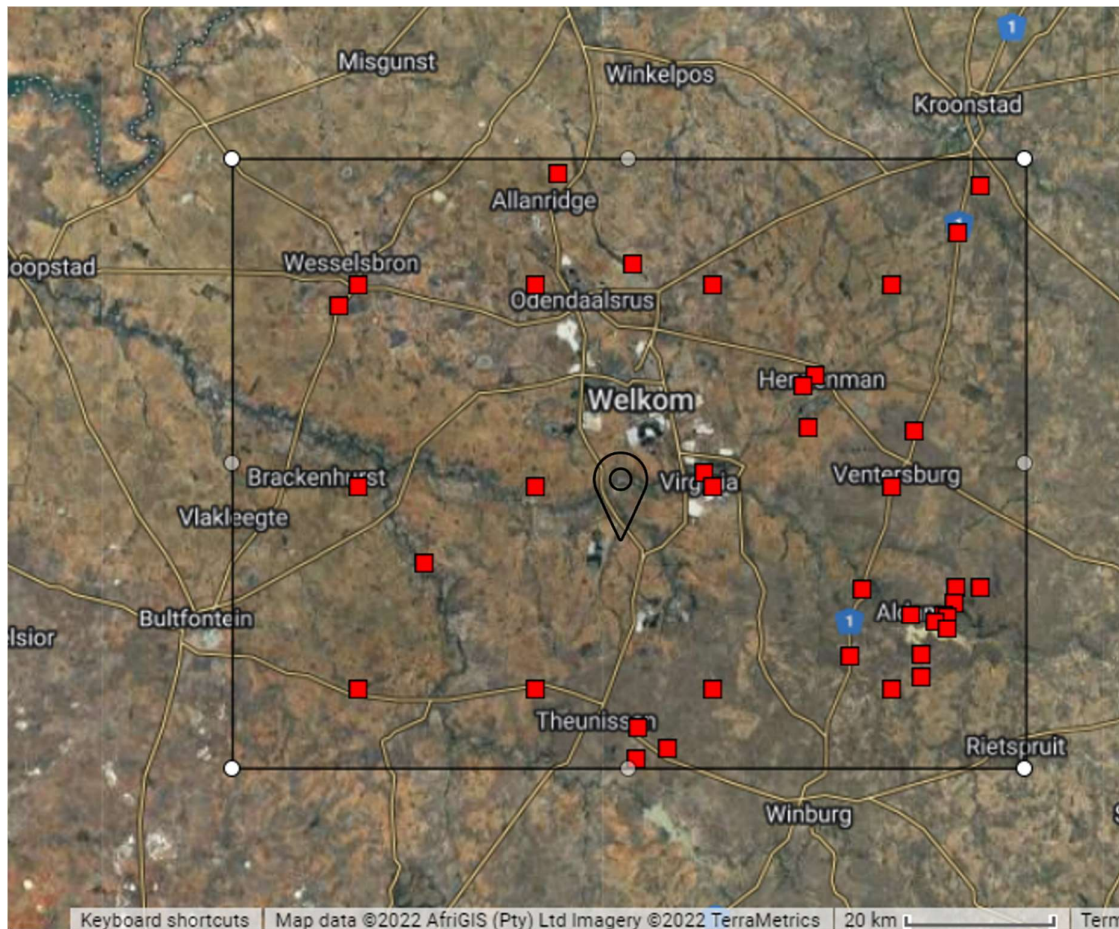 1
Misgunst
Winkelpos
Kroonstad
Allanridge
oopstad
Wesselsbron
Odendaalsrus
Welkom
Brackenhurst
Ventersburg
Vlakleegte
Bultfontein
1
elsior
Theunissen
Rietspruit
Winburg
Keyboard shortcuts
Map data ©2022 AfriGIS (Pty) Ltd Imagery ©2022 TerraMetrics
20 km
Term